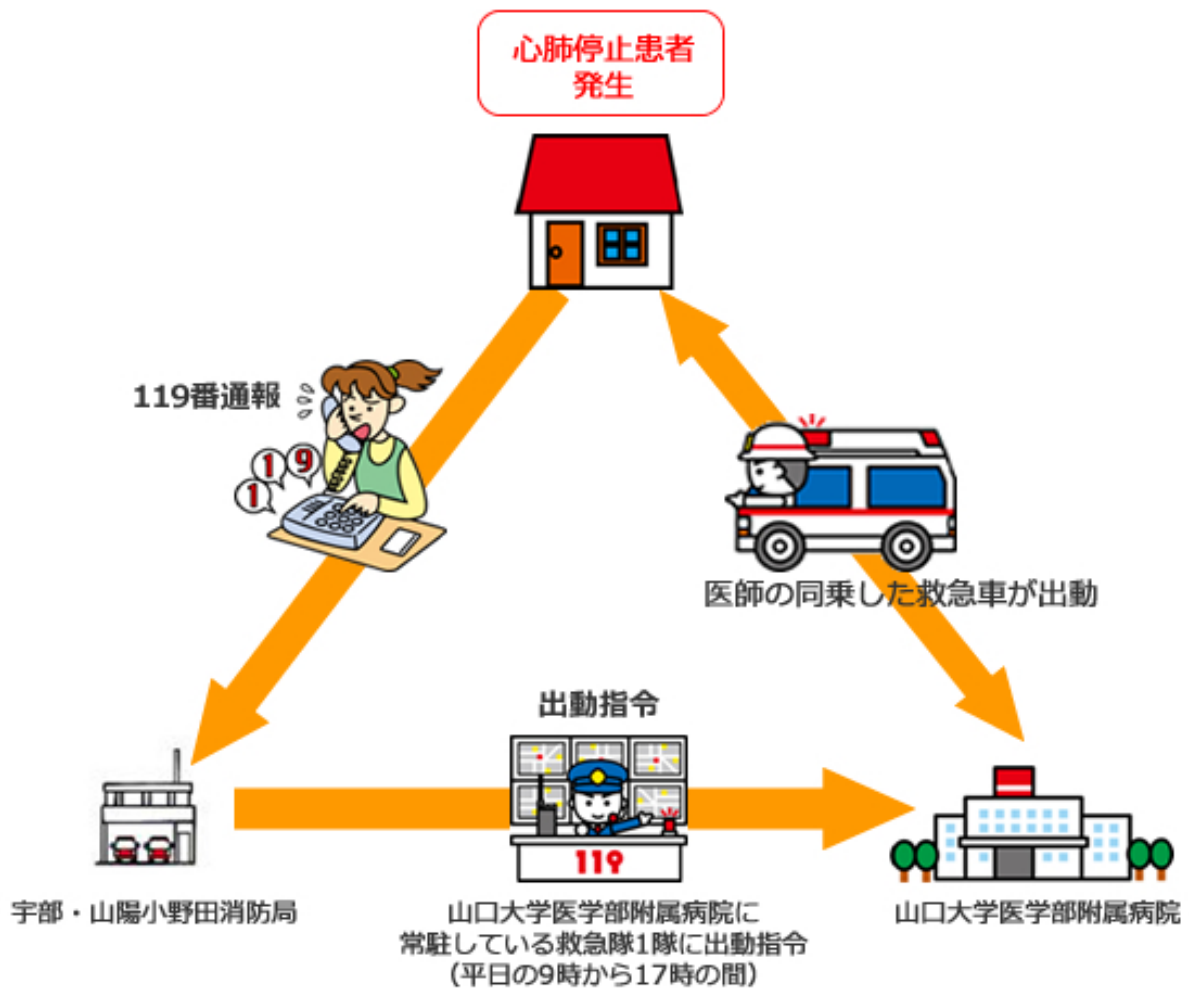 心肺停止患者
発生
119番通報
1 1 9
医師の同乗した救急車が出動
出動指令
119
宇部・山陽小野田消防局
山口大学医学部附属病院に
常駐している救急隊1隊に出動指令
（平日の9時から17時の間）
山口大学医学部附属病院